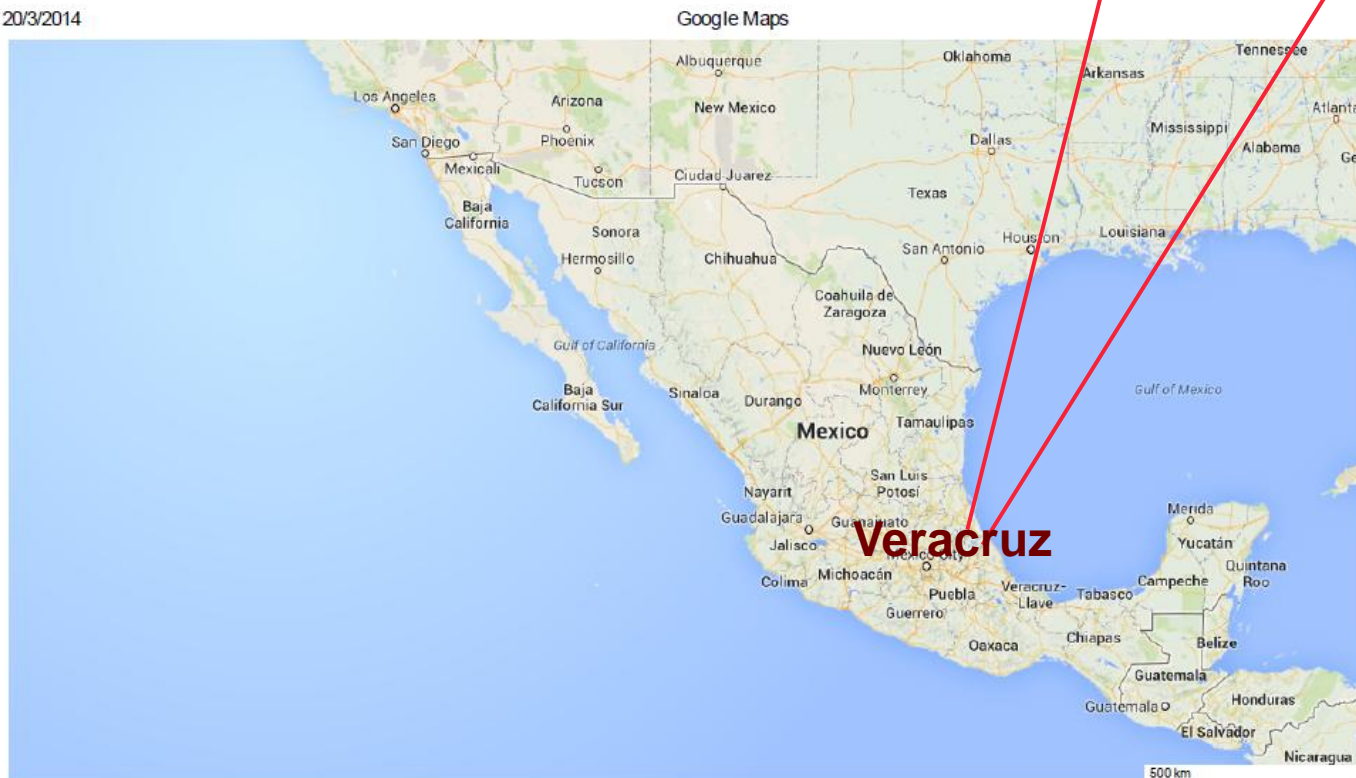 20/3/2014
Google Maps
Albuquerque
Oklahoma
Tennessee
Arkansas
Los Angeles
Arizona
New Mexico
Atlanta
Mississippi
San Diego
Phoenix
Dallas
Alabama
Ge
Mexicali
Tucson
Ciudad Juarez
Texas
Baja
California
Sonora
Houston
Louisiana
San Antonio
Hermosillo
Chihuahua
Coahuila de
Zaragoza
Gulf of California
Nuevo León
Monterrey
Gulf of Mexico
Baja
California Sur
Sinaloa
Durango
Tamaulipas
Mexico
San Luis
Potosí
Nayarit
Merida
Guadalajara
Guanajuato
Veracruz
Jalisco
Yucatán
Mexico City
Quintana
Roo
Colima
Michoacán
Campeche
Puebla
Veracruz-
Llave
Tabasco
Guerrero
Oaxaca
Chiapas
Belize
Guatemala
Guatemala
Honduras
El Salvador
Nicaragua
500 km